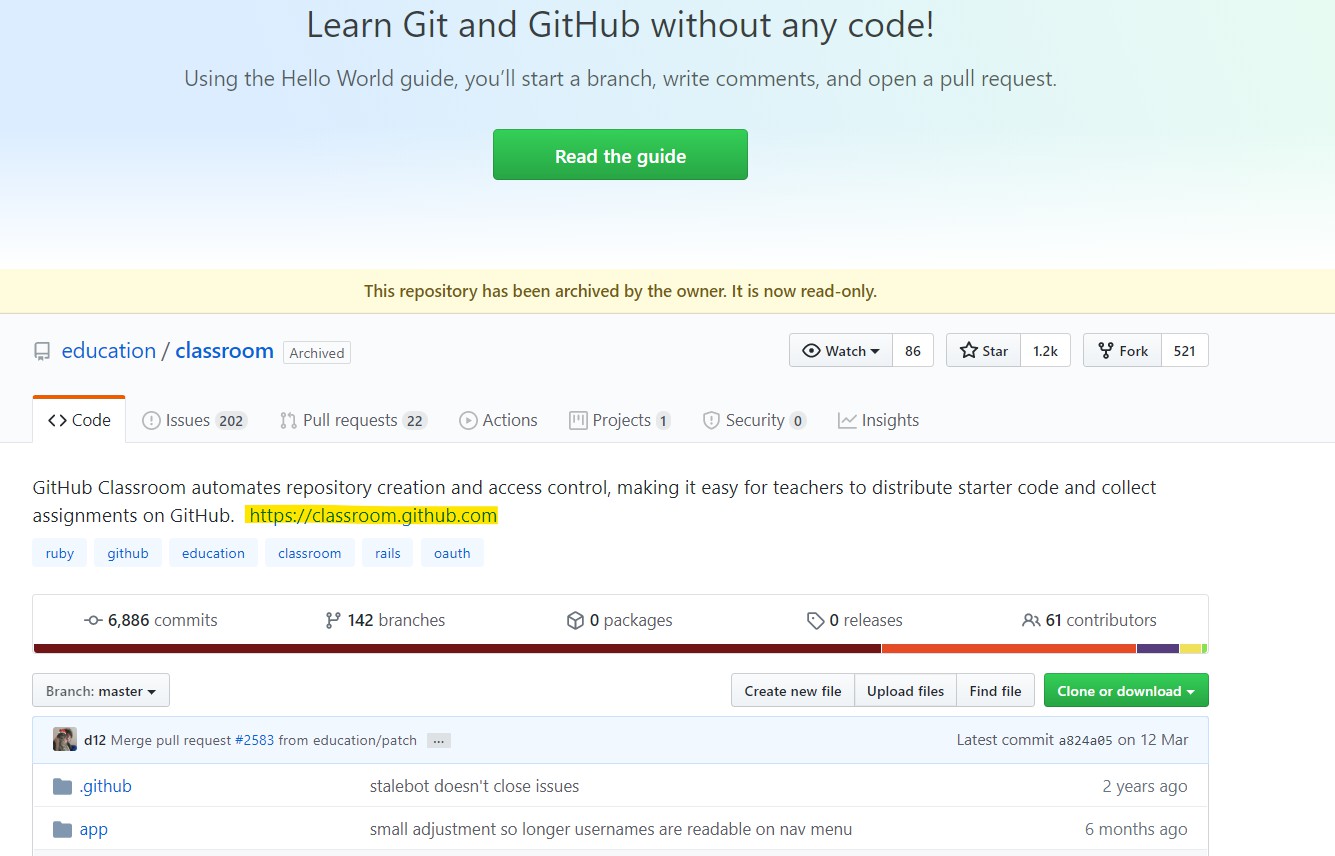 Learn Git and GitHub without any code!
Using the Hello World guide, you’ll start a branch, write comments, and open a pull request.
Read the guide
This repository has been archived by the owner. It is now read-only.
education / classroom Archived
Watch 86 Star 1.2k Fork 521
Code Issues 202 Pull requests 22 Actions Projects 1 Security 0 Insights
GitHub Classroom automates repository creation and access control, making it easy for teachers to distribute starter code and collect
assignments on GitHub. https://classroom.github.com
ruby github education classroom rails oauth
6,886 commits 142 branches 0 packages 0 releases 61 contributors
Branch: master Create new file Upload files Find file Clone or download
d12 Merge pull request #2583 from education/patch ... Latest commit a824a05 on 12 Mar
.github stalebot doesn't close issues 2 years ago
app small adjustment so longer usernames are readable on nav menu 6 months ago